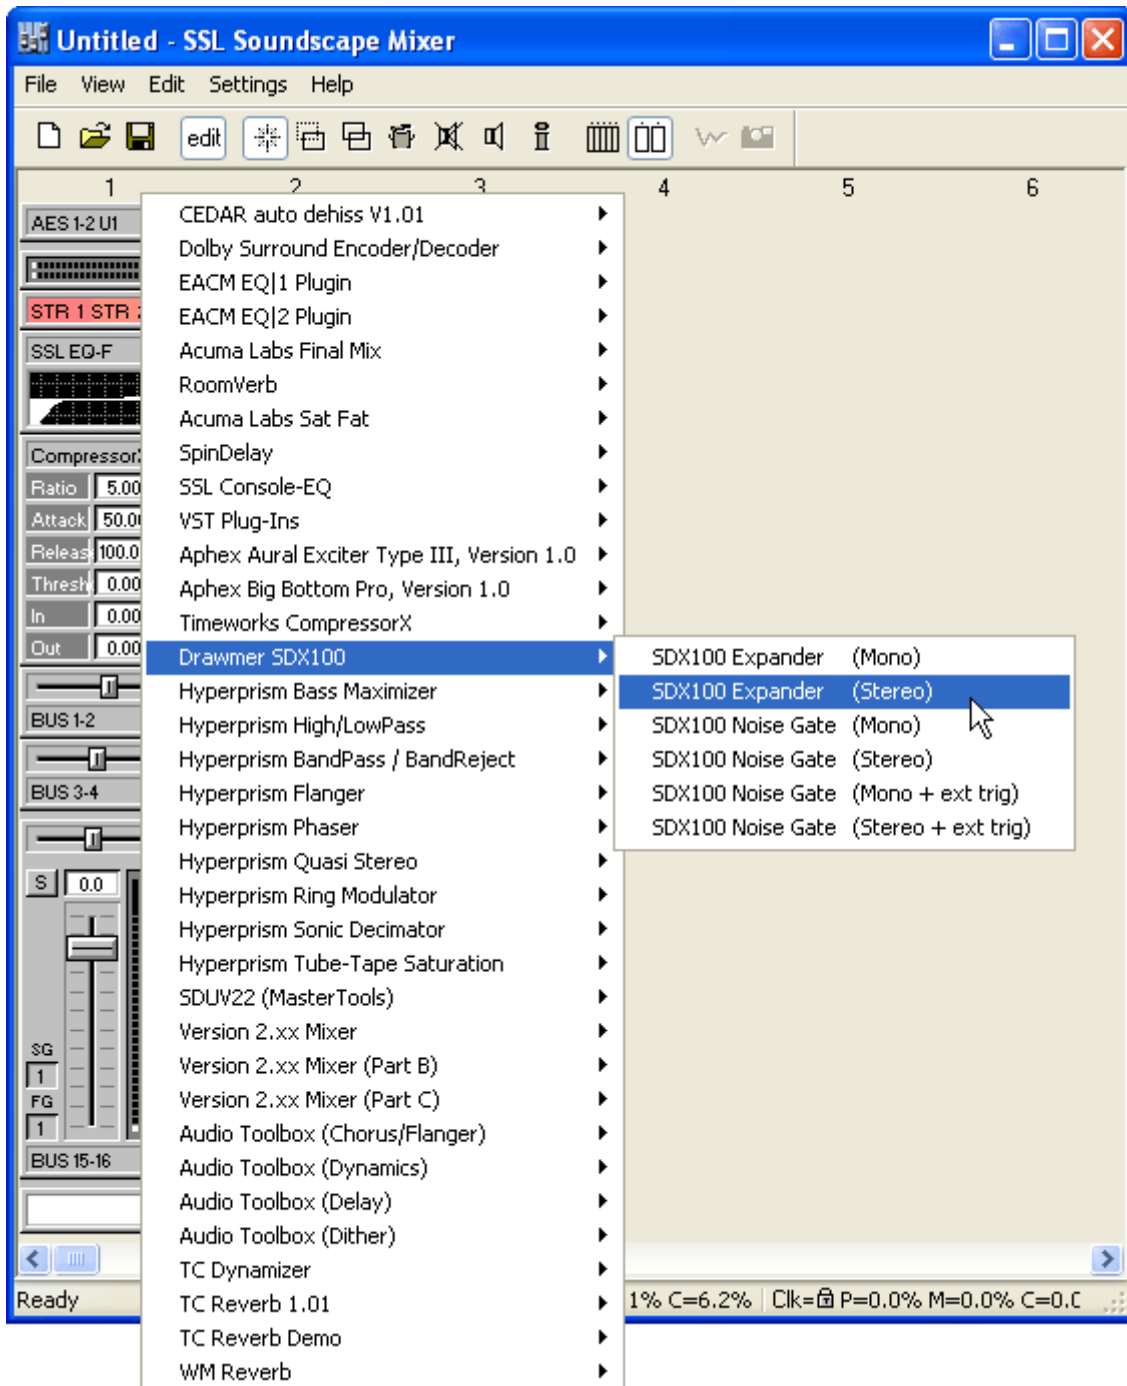 Untitled - SSL Soundscape Mixer
File View Edit Settings Help
edit
1 2 3 4 5 6
AES 1-2 U1
STR 1 STR
SSL EQ-F
Compressor
Ratio 5.00
Attack 50.0
Releas 100.0
Thresh 0.00
In 0.00
Out 0.00
BUS 1-2
BUS 3-4
S 0.0
SG
1
FG
1
BUS 15-16
CEDAR auto dehiss V1.01
Dolby Surround Encoder/Decoder
EACM EQ|1 Plugin
EACM EQ|2 Plugin
Acuma Labs Final Mix
RoomVerb
Acuma Labs Sat Fat
SpinDelay
SSL Console-EQ
VST Plug-Ins
Aphex Aural Exciter Type III, Version 1.0
Aphex Big Bottom Pro, Version 1.0
Timeworks CompressorX
Drawmer SDX100
Hyperprism Bass Maximizer
Hyperprism High/LowPass
Hyperprism BandPass / BandReject
Hyperprism Flanger
Hyperprism Phaser
Hyperprism Quasi Stereo
Hyperprism Ring Modulator
Hyperprism Sonic Decimator
Hyperprism Tube-Tape Saturation
SDUV22 (MasterTools)
Version 2.xx Mixer
Version 2.xx Mixer (Part B)
Version 2.xx Mixer (Part C)
Audio Toolbox (Chorus/Flanger)
Audio Toolbox (Dynamics)
Audio Toolbox (Delay)
Audio Toolbox (Dither)
TC Dynamizer
TC Reverb 1.01
TC Reverb Demo
WM Reverb
SDX100 Expander (Mono)
SDX100 Expander (Stereo)
SDX100 Noise Gate (Mono)
SDX100 Noise Gate (Stereo)
SDX100 Noise Gate (Mono + ext trig)
SDX100 Noise Gate (Stereo + ext trig)
Ready 1% C=6.2% Clk= P=0.0% M=0.0% C=0.0